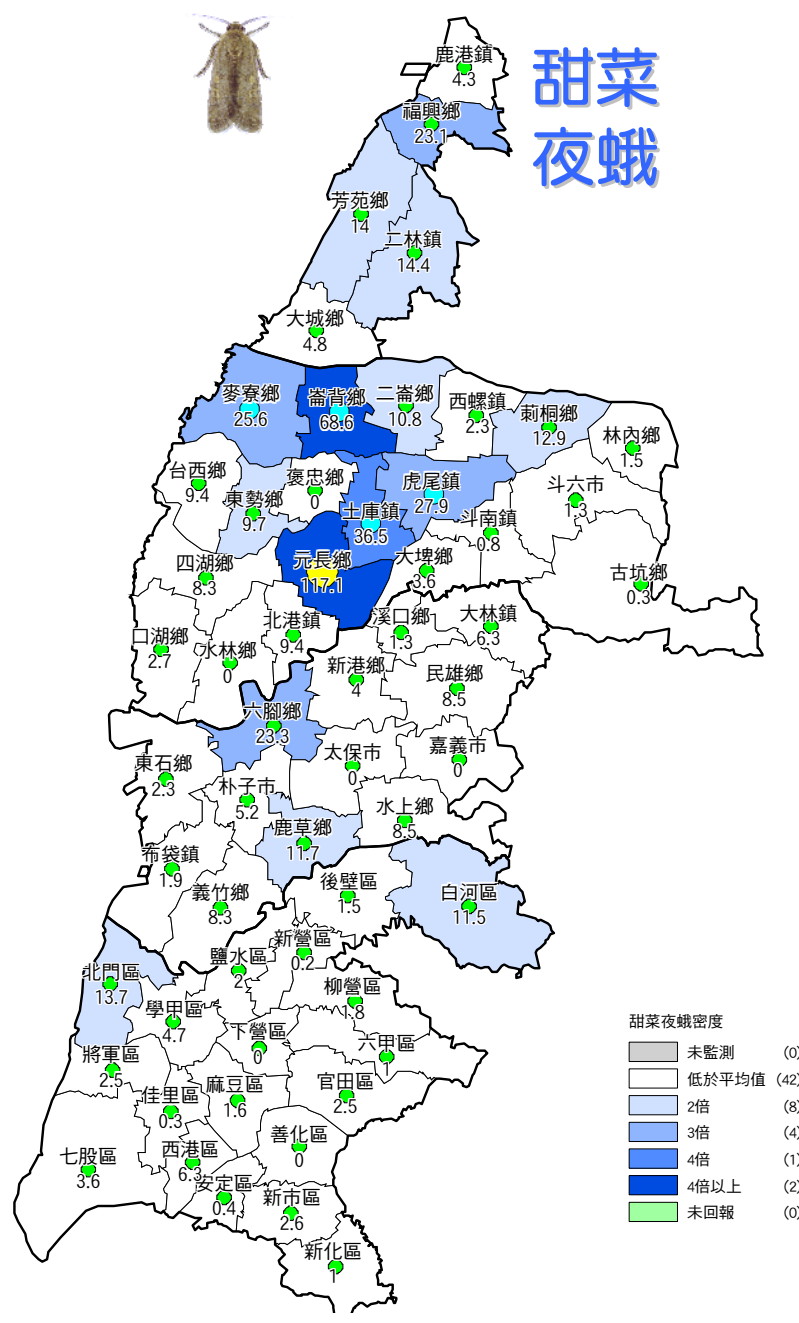 甜菜
夜蛾
鹿港鎮
4.3
福興鄉
23.1
芳苑鄉
14
二林鎮
14.4
大城鄉
4.8
麥寮鄉
25.6
崙背鄉
68.6
二崙鄉
10.8
西螺鎮
2.3
莿桐鄉
12.9
林內鄉
1.5
台西鄉
9.4
東勢鄉
9.7
褒忠鄉
0
土庫鎮
36.5
虎尾鎮
27.9
斗南鎮
0.8
斗六市
1.3
古坑鄉
0.3
四湖鄉
8.3
元長鄉
117.1
大埤鄉
3.6
口湖鄉
2.7
水林鄉
0
北港鎮
9.4
溪口鄉
1.3
大林鎮
6.3
新港鄉
4
民雄鄉
8.5
六腳鄉
23.3
東石鄉
2.3
朴子市
5.2
太保市
0
嘉義市
0
鹿草鄉
11.7
水上鄉
8.5
布袋鎮
1.9
義竹鄉
8.3
後壁區
1.5
白河區
11.5
北門區
13.7
鹽水區
2
新營區
0.2
柳營區
1.8
學甲區
4.7
下營區
0
六甲區
1
將軍區
2.5
佳里區
0.3
麻豆區
1.6
官田區
2.5
七股區
3.6
西港區
6.3
善化區
0
安定區
0.4
新市區
2.6
新化區
1
甜菜夜蛾密度
未監測 (0)
低於平均值 (42)
2倍 (8)
3倍 (4)
4倍 (1)
4倍以上 (2)
未回報 (0)